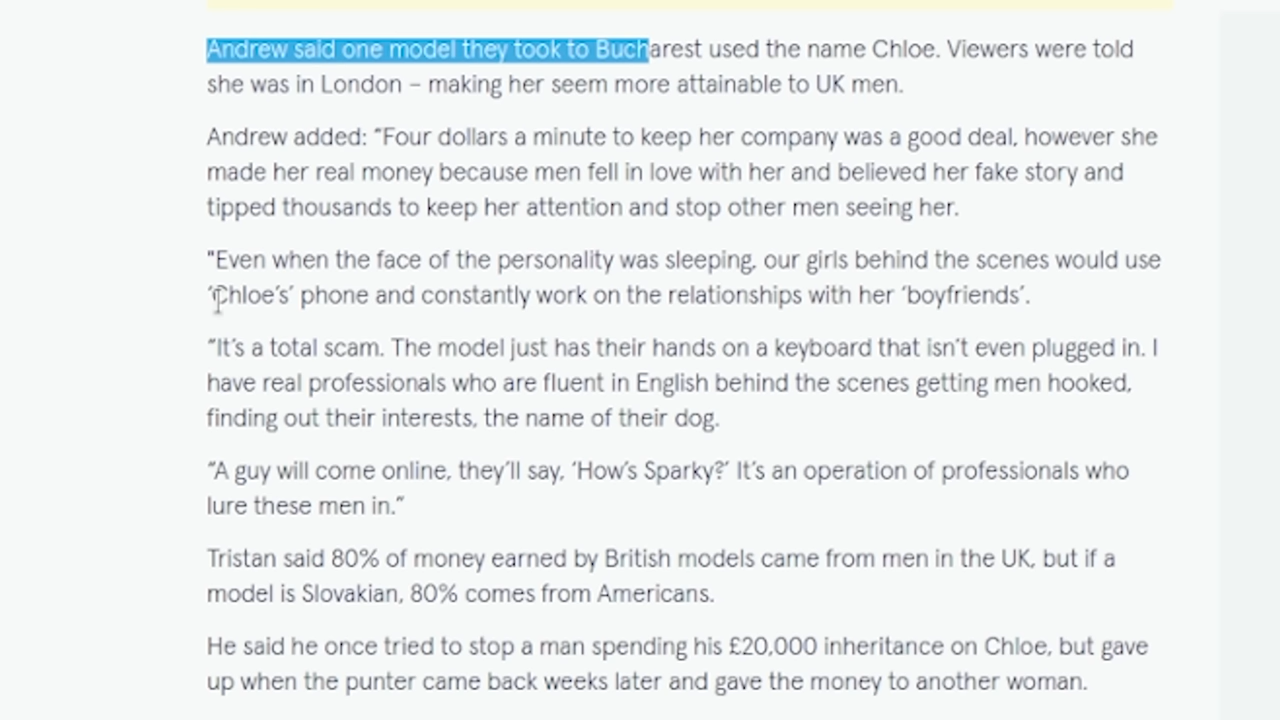 Andrew said one model they took to Bucharest used the name Chloe. Viewers were told
she was in London – making her seem more attainable to UK men.
Andrew added: “Four dollars a minute to keep her company was a good deal, however she
made her real money because men fell in love with her and believed her fake story and
tipped thousands to keep her attention and stop other men seeing her.
"Even when the face of the personality was sleeping, our girls behind the scenes would use
‘Chloe’s’ phone and constantly work on the relationships with her ‘boyfriends’.
“It’s a total scam. The model just has their hands on a keyboard that isn’t even plugged in. I
have real professionals who are fluent in English behind the scenes getting men hooked,
finding out their interests, the name of their dog.
“A guy will come online, they’ll say, ‘How’s Sparky?’ It’s an operation of professionals who
lure these men in.”
Tristan said 80% of money earned by British models came from men in the UK, but if a
model is Slovakian, 80% comes from Americans.
He said he once tried to stop a man spending his £20,000 inheritance on Chloe, but gave
up when the punter came back weeks later and gave the money to another woman.